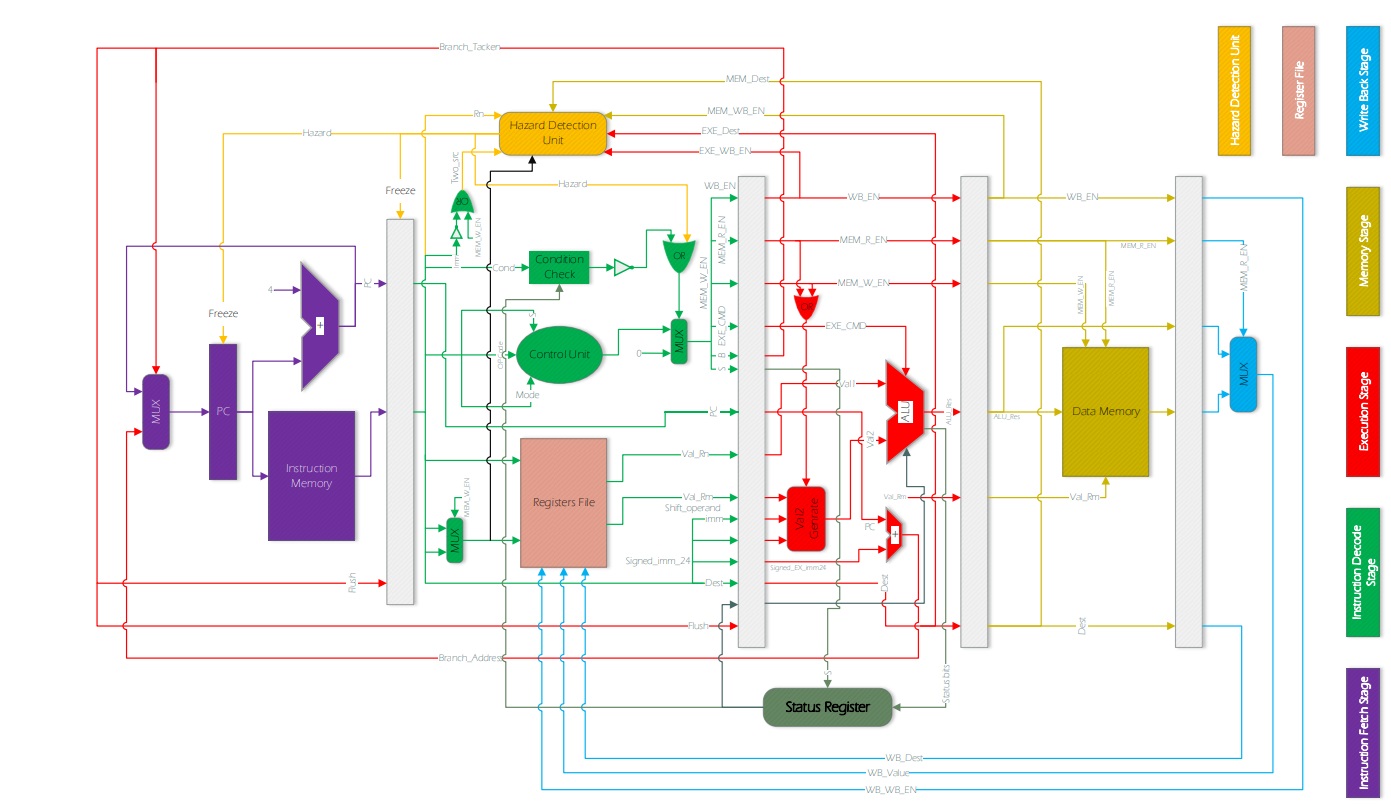 Branch_Tacken
MEM_Dest
Rn
MEM_WB_EN
Hazard Detection
Unit
Hazard
EXE_Dest
EXE_WB_EN
Two_src
Freeze
Hazard
WB_EN
WB_EN
WB_EN
MEM_W_EN
MEM_R_EN
MEM_R_EN
MEM_R_EN
MEM_R_EN
OR
Imm
Cond
Condition
Check
OR
MEM_W_EN
MEM_W_EN
OR
PC
4
+
Freeze
S
MEM_W_EN
MEM_R_EN
EXE_CMD
EXE_CMD
Control Unit
MUX
0
B
S
Mode
MUX
PC
Val1
ALU
ALU_Res
ALU_Res
Data Memory
MUX
PC
Val2
Instruction
Memory
Val_Rn
MEM_W_EN
Registers File
Val_Rm
Shift_operand
imm
Val2
Genrate
Val_Rm
Val_Rm
PC
+
MUX
Signed_imm_24
Signed_EX_imm24
Flush
Dest
Dest
Flush
Dest
Branch_Address
S
Status bits
Status Register
WB_Dest
WB_Value
WB_WB_EN
Hazard Detection Unit
Register File
Write Back Stage
Memory Stage
Execution Stage
Instruction Decode
Stage
Instruction Fetch Stage